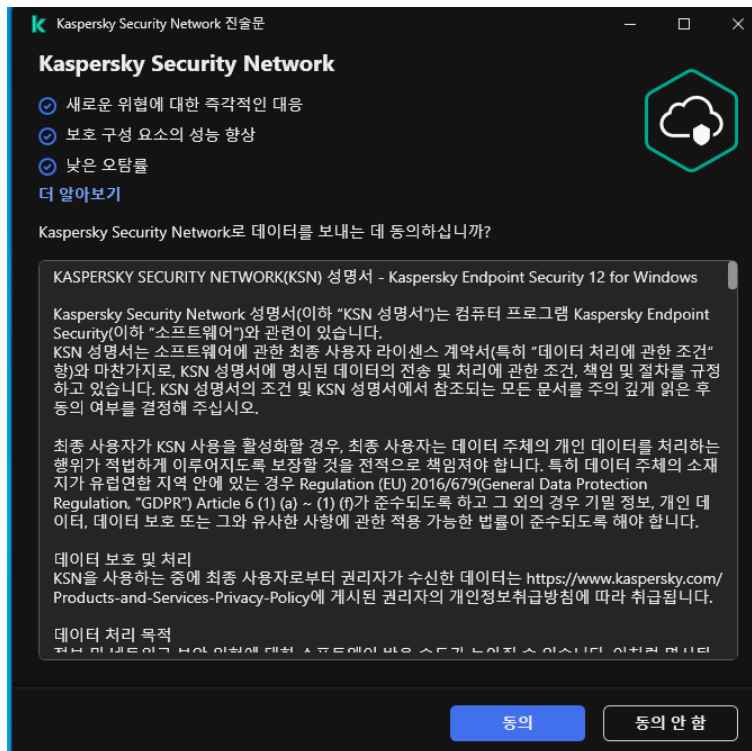 Kaspersky Security Network 진술문
Kaspersky Security Network
새로운 위협에 대한 즉각적인 대응
보호 구성 요소의 성능 향상
낮은 오탐률
더 알아보기
Kaspersky Security Network로 데이터를 보내는 데 동의하십니까?
KASPERSKY SECURITY NETWORK(KSN) 성명서 - Kaspersky Endpoint Security 12 for Windows
Kaspersky Security Network 성명서(이하 "KSN 성명서")는 컴퓨터 프로그램 Kaspersky Endpoint
Security(이하 "소프트웨어")와 관련이 있습니다.
KSN 성명서는 소프트웨어에 관한 최종 사용자 라이센스 계약서(특히 "데이터 처리에 관한 조건"
항)와 마찬가지로, KSN 성명서에 명시된 데이터의 전송 및 처리에 관한 조건, 책임 및 절차를 규정
하고 있습니다. KSN 성명서의 조건 및 KSN 성명서에서 참조되는 모든 문서를 주의 깊게 읽은 후
동의 여부를 결정해 주십시오.
최종 사용자가 KSN 사용을 활성화할 경우, 최종 사용자는 데이터 주체의 개인 데이터를 처리하는
행위가 적법하게 이루어지도록 보장할 것을 전적으로 책임져야 합니다. 특히 데이터 주체의 소재
지가 유럽연합 지역 안에 있는 경우 Regulation (EU) 2016/679(General Data Protection
Regulation, "GDPR") Article 6 (1) (a) ~ (1) (f)가 준수되도록 하고 그 외의 경우 기밀 정보, 개인 데
이터, 데이터 보호 또는 그와 유사한 사항에 관한 적용 가능한 법률이 준수되도록 해야 합니다.
데이터 보호 및 처리
KSN을 사용하는 중에 최종 사용자로부터 권리자가 수신한 데이터는 https://www.kaspersky.com/
Products-and-Services-Privacy-Policy에 게시된 권리자의 개인정보취급방침에 따라 취급됩니다.
데이터 처리 목적
동의
동의 안 함